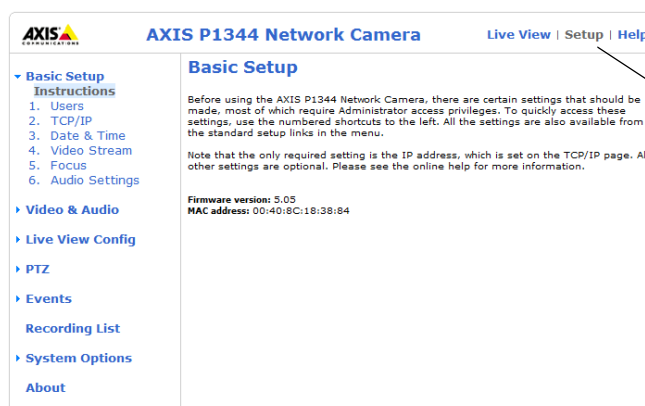 AXIS
COMMUNICATIONS
AXIS P1344 Network Camera
Live View | Setup | Help
Basic Setup
Instructions
1. Users
2. TCP/IP
3. Date & Time
4. Video Stream
5. Focus
6. Audio Settings
Video & Audio
Live View Config
PTZ
Events
Recording List
System Options
About
Basic Setup
Before using the AXIS P1344 Network Camera, there are certain settings that should be
made, most of which require Administrator access privileges. To quickly access these
settings, use the numbered shortcuts to the left. All the settings are also available from
the standard setup links in the menu.
Note that the only required setting is the IP address, which is set on the TCP/IP page.
other settings are optional. Please see the online help for more information.
Firmware version: 5.05
MAC address: 00:40:8C:18:38:84